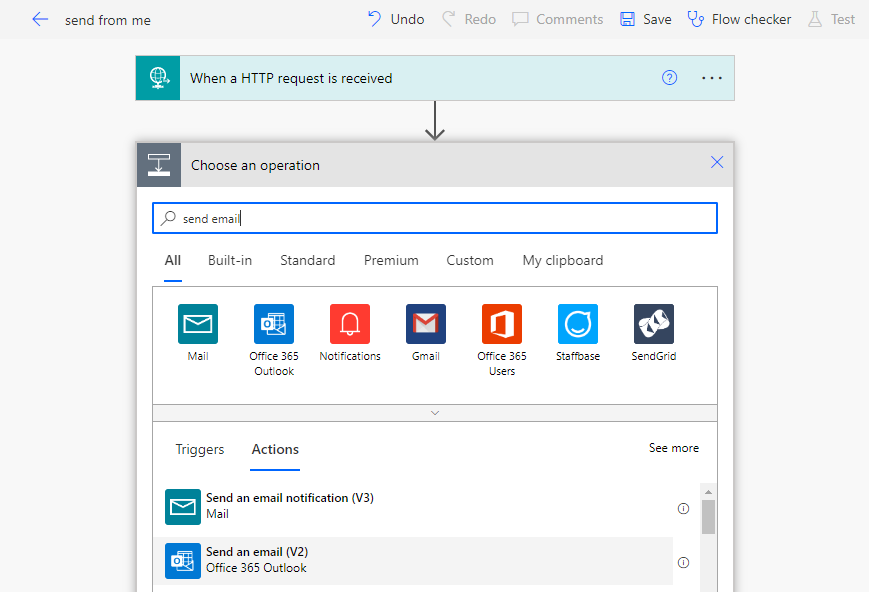 send from me
Undo
Redo
Comments
Save
Flow checker
Test
When a HTTP request is received
Choose an operation
send email
All
Built-in
Standard
Premium
Custom
My clipboard
Mail
Office 365
Outlook
Notifications
Gmail
Office 365
Users
Staffbase
SendGrid
Triggers
Actions
See more
Send an email notification (V3)
Mail
Send an email (V2)
Office 365 Outlook